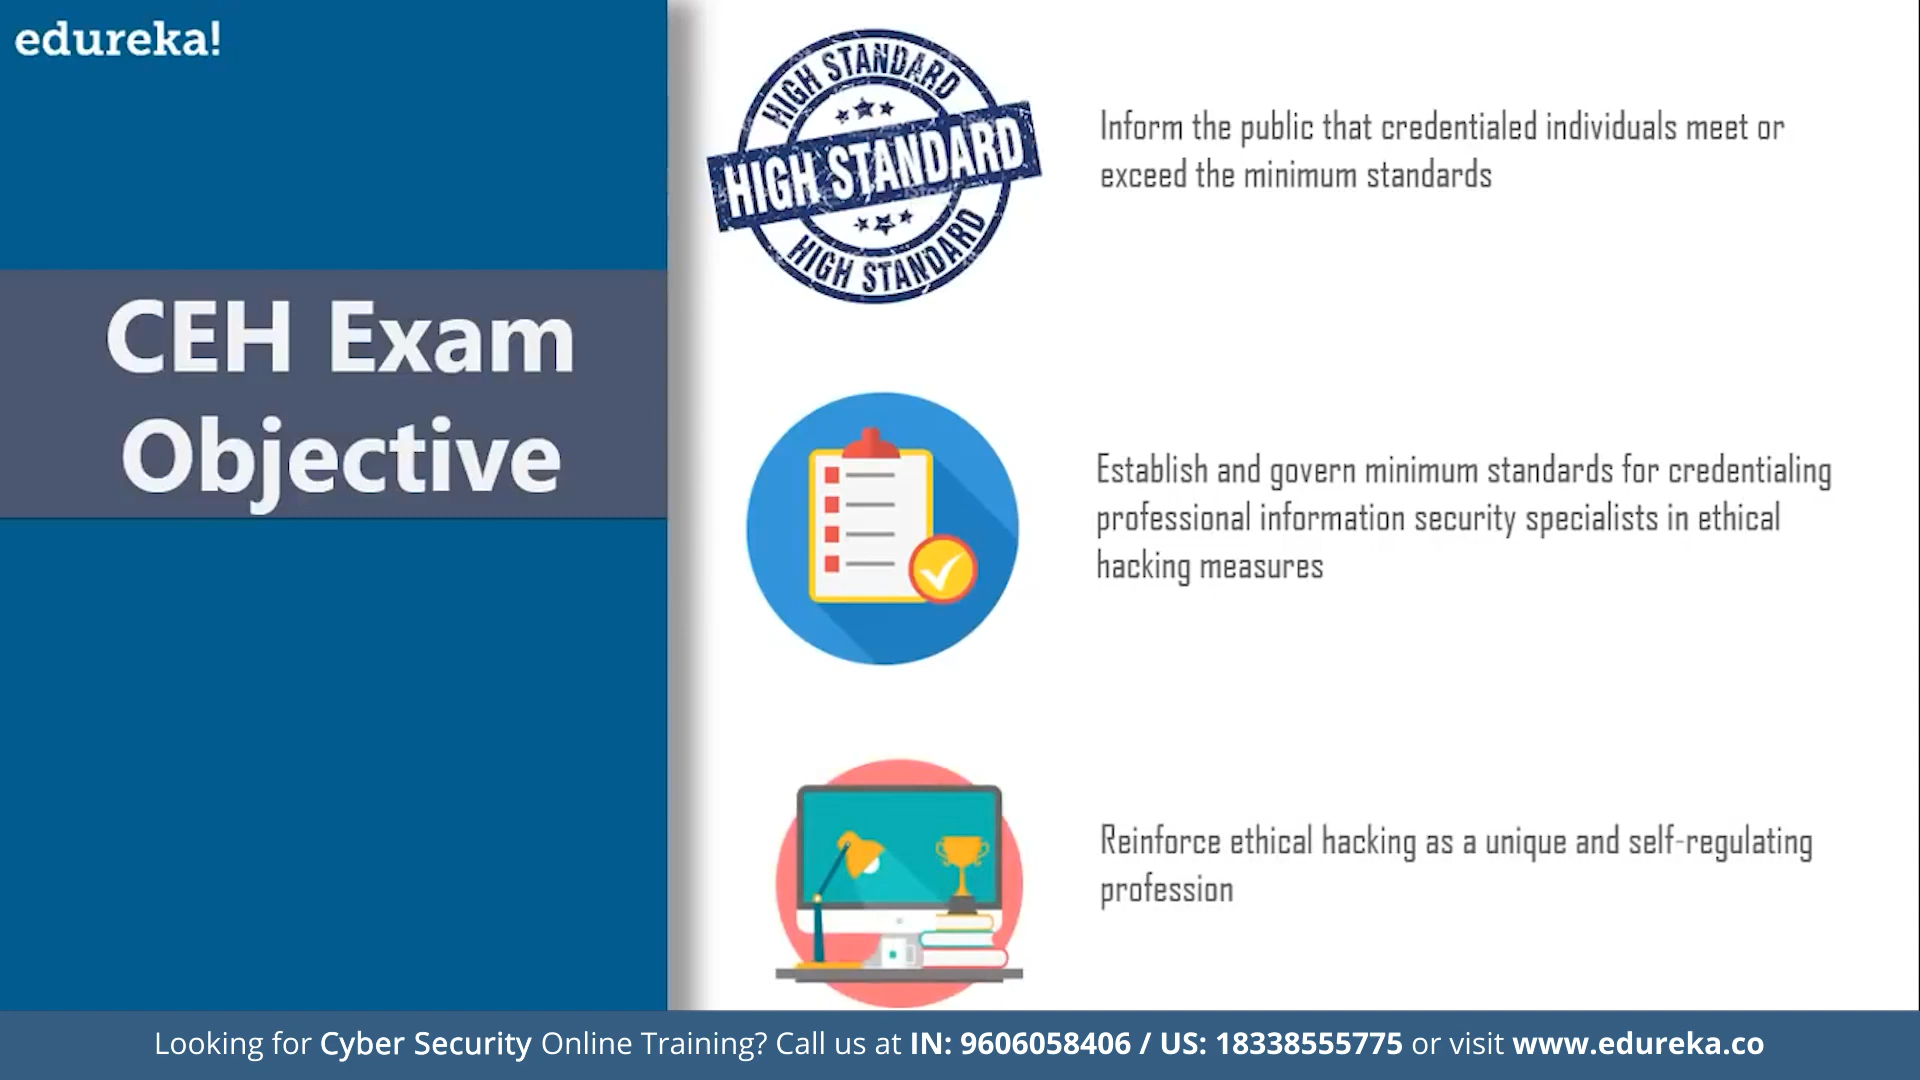 edureka!
CEH Exam
Objective
HIGH STANDARD
HIGH STANDARD
HIGH STANDARD
Inform the public that credentialed individuals meet or
exceed the minimum standards
Establish and govern minimum standards for credentialing
professional information security specialists in ethical
hacking measures
Reinforce ethical hacking as a unique and self-regulating
profession
Looking for Cyber Security Online Training? Call us at IN: 9606058406 / US: 18338555775 or visit www.edureka.co